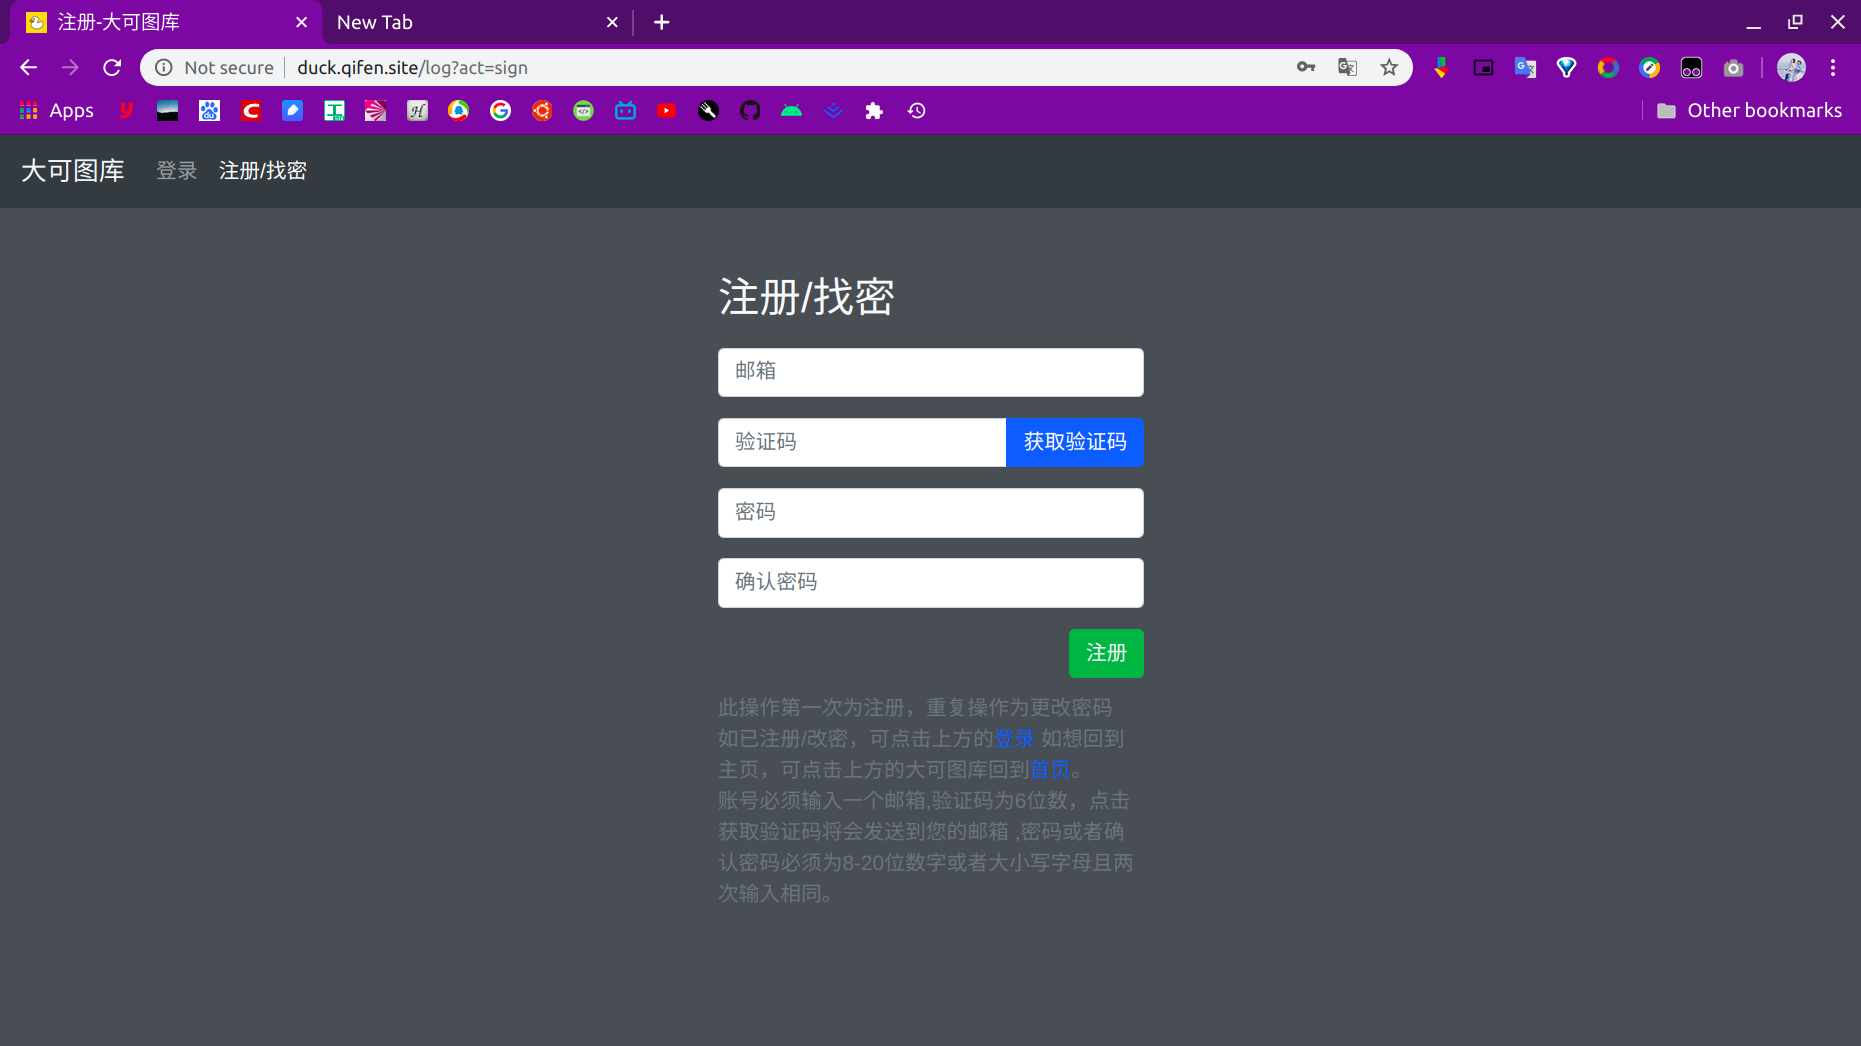 注册-大可图库
New Tab
Not secure
duck.qifen.site/log?act=sign
Apps
Other bookmarks
大可图库 登录 注册/找密
注册/找密
邮箱
验证码 获取验证码
密码
确认密码
注册
此操作第一次为注册，重复操作为更改密码
如已注册/改密，可点击上方的登录 如想回到
主页，可点击上方的大可图库回到首页。
账号必须输入一个邮箱,验证码为6位数，点击
获取验证码将会发送到您的邮箱 ,密码或者确
认密码必须为8-20位数字或者大小写字母且两
次输入相同。